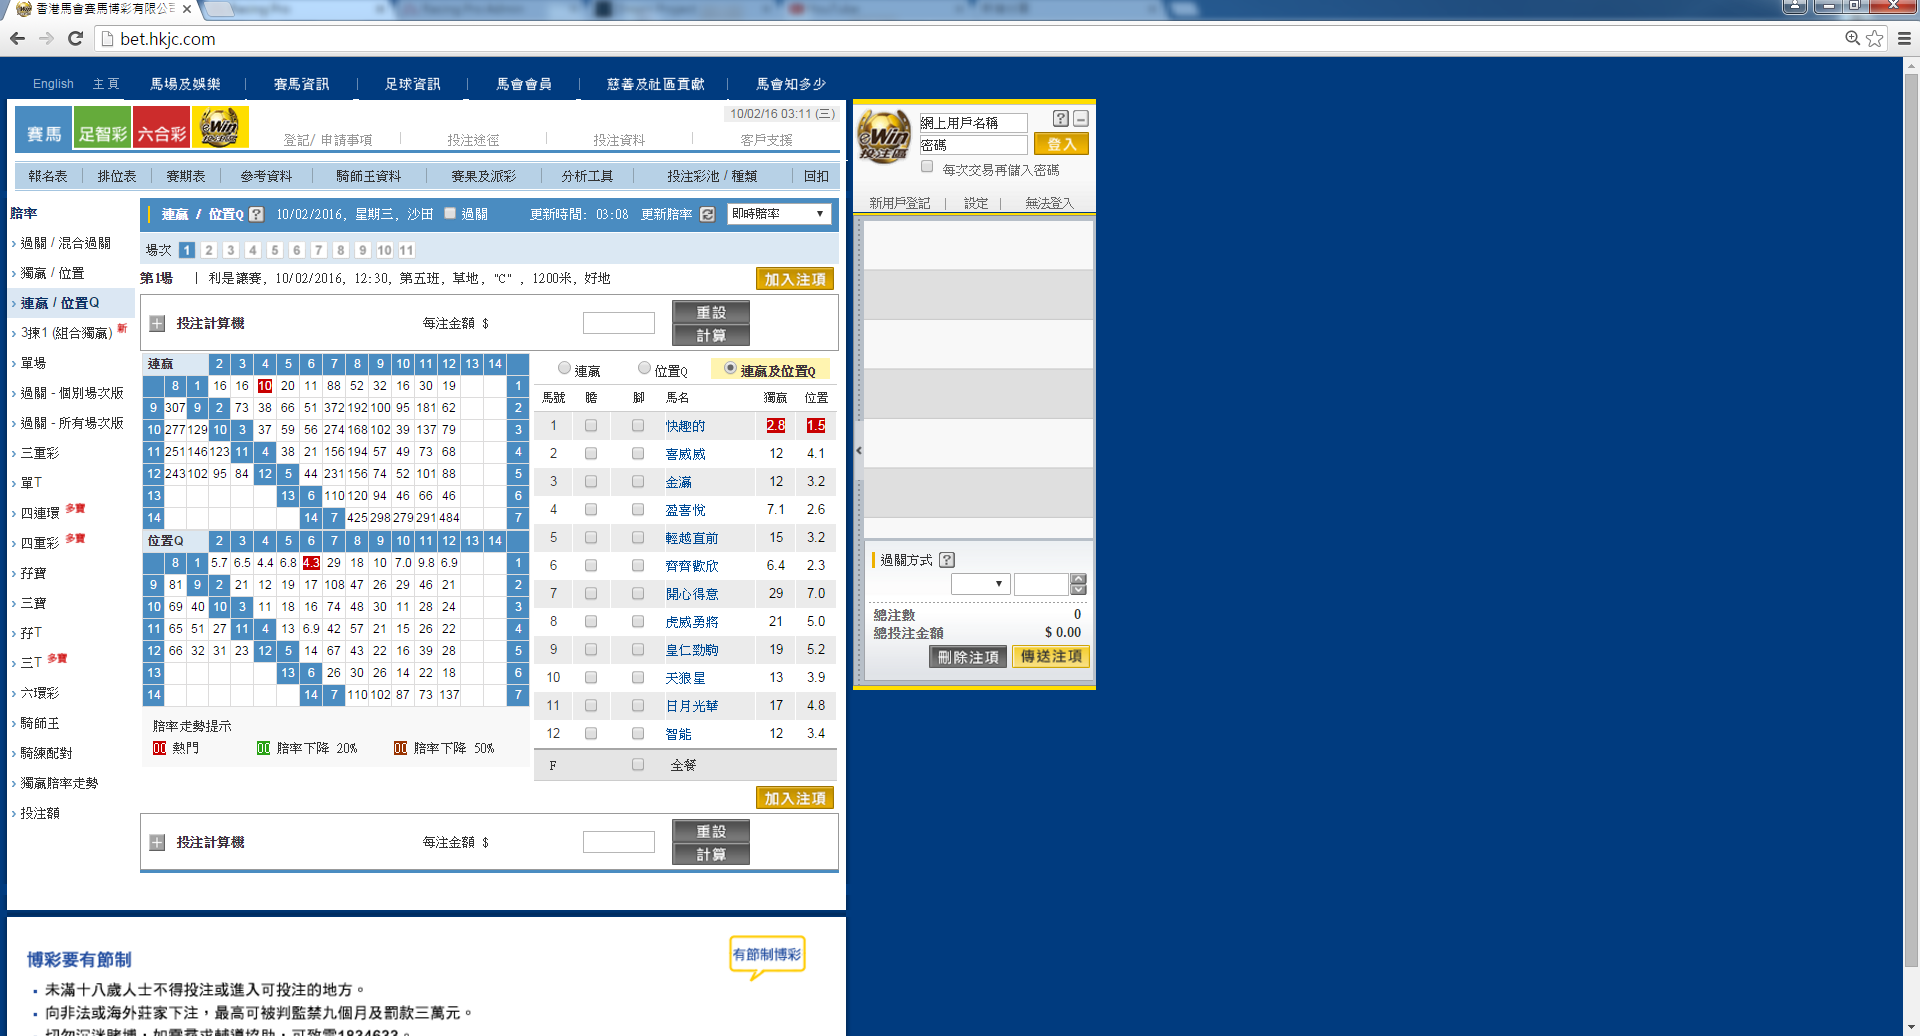 香港馬會賽馬博彩有限公司
bet.hkjc.com
English 主頁 馬場及娛樂 賽馬資訊 足球資訊 馬會會員 慈善及社區貢獻 馬會知多少
10/02/16 03:11 (三)
賽馬 足智彩 六合彩 eWin 投注區
登記/ 申請事項 投注途徑 投注資料 客戶支援
報名表 排位表 賽期表 參考資料 騎師王資料 賽果及派彩 分析工具 投注彩池 / 種類 回扣
賠率
› 過關 / 混合過關
› 獨贏 / 位置
› 連贏 / 位置Q
› 3揀1 (組合獨贏) 新
› 單場
› 過關 - 個別場次版
› 過關 - 所有場次版
› 三重彩
› 單T
› 四連環 多寶
› 四重彩 多寶
› 孖寶
› 三寶
› 孖T
› 三T 多寶
› 六環彩
› 騎師王
› 騎練配對
› 獨贏賠率走勢
› 投注額
連贏 / 位置Q ? 10/02/2016, 星期三, 沙田 過關 更新時間: 03:08 更新賠率 即時賠率
場次 1 2 3 4 5 6 7 8 9 10 11
第1場 | 利是讓賽, 10/02/2016, 12:30, 第五班, 草地, "C" , 1200米, 好地 加入注項
投注計算機 每注金額 $ 重設
計算
連贏 2 3 4 5 6 7 8 9 10 11 12 13 14
8 1 16 16 10 20 11 88 52 32 16 30 19 1
9 307 9 2 73 38 66 51 372 192 100 95 181 62 2
10 277 129 10 3 37 59 56 274 168 102 39 137 79 3
11 251 146 123 11 4 38 21 156 194 57 49 73 68 4
12 243 102 95 84 12 5 44 231 156 74 52 101 88 5
13 13 6 110 120 94 46 66 46 6
14 14 7 425 298 279 291 484 7
位置Q 2 3 4 5 6 7 8 9 10 11 12 13 14
8 1 5.7 6.5 4.4 6.8 4.3 29 18 10 7.0 9.8 6.9 1
9 81 9 2 21 12 19 17 108 47 26 29 46 21 2
10 69 40 10 3 11 18 16 74 48 30 11 28 24 3
11 65 51 27 11 4 13 6.9 42 57 21 15 26 22 4
12 66 32 31 23 12 5 14 67 43 22 16 39 28 5
13 13 6 26 30 26 14 22 18 6
14 14 7 110 102 87 73 137 7
賠率走勢提示
00 熱門 00 賠率下降 20% 00 賠率下降 50%
連贏 位置Q 連贏及位置Q
馬號 膽 腳 馬名 獨贏 位置
1 快趣的 2.8 1.5
2 喜威威 12 4.1
3 金滿 12 3.2
4 盈喜悅 7.1 2.6
5 輕越直前 15 3.2
6 齊齊歡欣 6.4 2.3
7 開心得意 29 7.0
8 虎威勇將 21 5.0
9 皇仁勁駒 19 5.2
10 天狼星 13 3.9
11 日月光華 17 4.8
12 智能 12 3.4
F 全餐
加入注項
投注計算機 每注金額 $ 重設
計算
eWin 投注區
網上用戶名稱 ?
密碼 登入
每次交易再儲入密碼
新用戶登記 | 設定 | 無法登入
過關方式 ?
總注數 0
總投注金額 $ 0.00
刪除注項 傳送注項
博彩要有節制 有節制博彩
未滿十八歲人士不得投注或進入可投注的地方。
向非法或海外莊家下注，最高可被判監禁九個月及罰款三萬元。
切勿沉迷賭博，如需尋求輔導協助，可致電1834633。